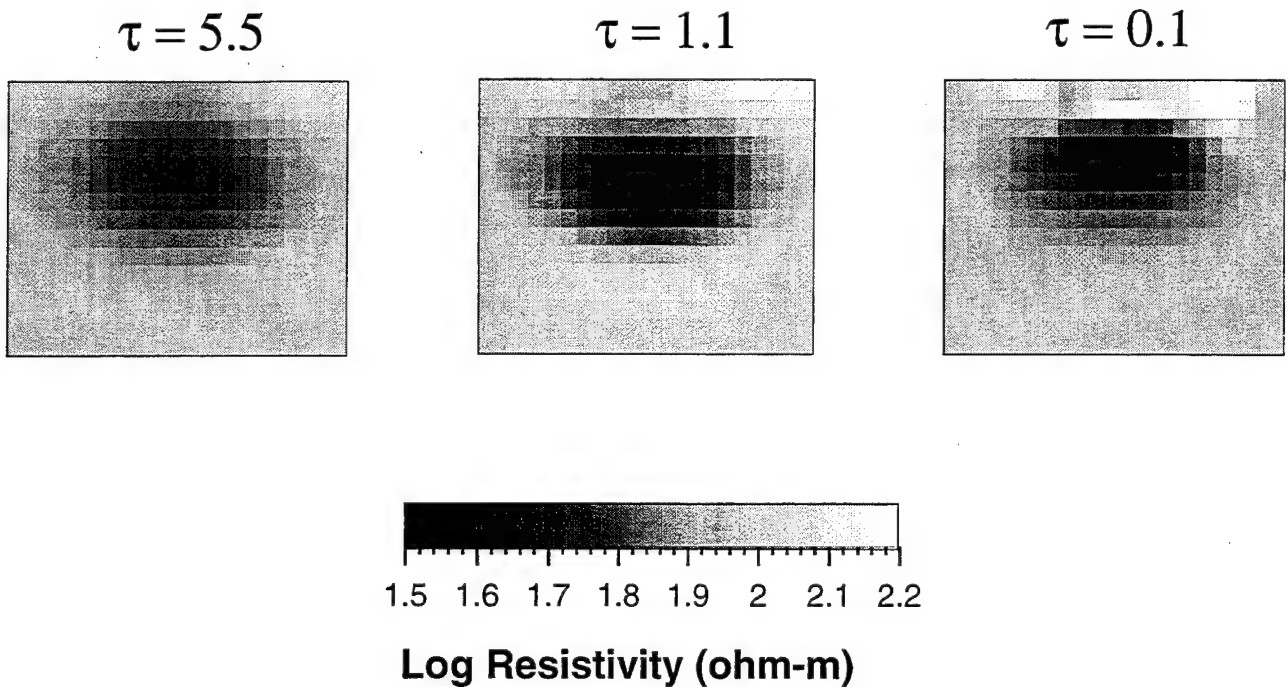 τ = 5.5
τ = 1.1
τ = 0.1
1.5 1.6 1.7 1.8 1.9 2 2.1 2.2
Log Resistivity (ohm-m)